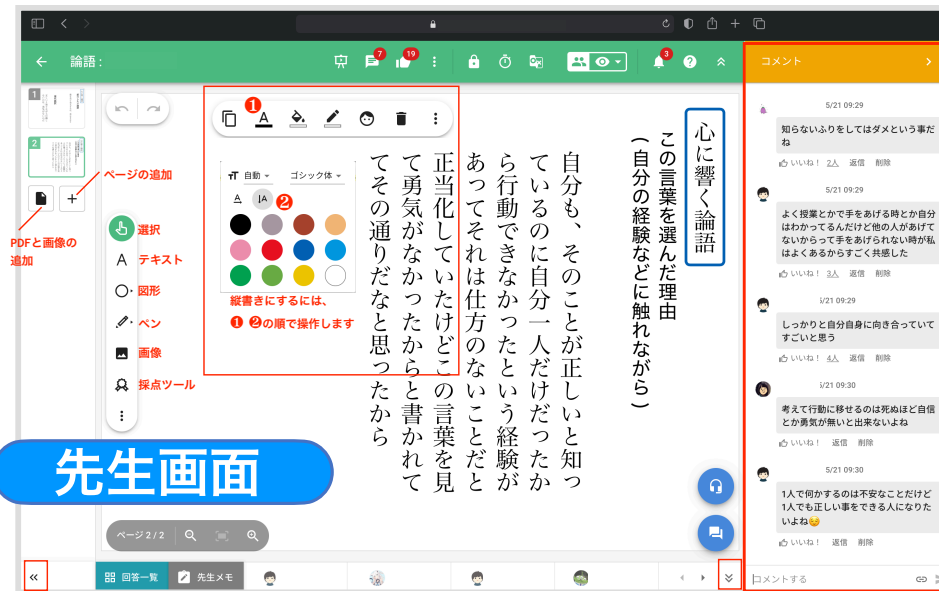 論語 :
7
19
3
コメント
1
2
ページの追加
PDFと画像の
追加
選択
A テキスト
図形
ペン
画像
採点ツール
❶
A
自動
ゴシック体
A
|A
❷
縦書きにするには、
❶ ❷の順で操作します
心に響く論語
この言葉を選んだ理由
(自分の経験などに触れながら)
自分も、そのことが正しいと知っ
ているのに自分一人だけだったか
ら行動できなかったという経験が
あってそれは仕方のないことだと
正当化していたけどこの言葉を見
て勇気がなかったからと書かれて
てその通りだなと思ったから
先生画面
ページ 2 / 2
回答一覧
先生メモ
5/21 09:29
知らないふりをしてはダメという事だ
ね
いいね! 2人 返信 削除
5/21 09:29
よく授業とかで手をあげる時とか自分
はわかってるんだけど他の人があげて
ないからって手をあげられない時が私
はよくあるからすごく共感した
いいね! 3人 返信 削除
5/21 09:29
しっかりと自分自身に向き合っていて
すごいと思う
いいね! 4人 返信 削除
5/21 09:30
考えて行動に移せるのは死ぬほど自信
とか勇気が無いと出来ないよね
いいね! 返信 削除
5/21 09:30
1人で何かするのは不安なことだけど
1人でも正しい事をできる人になりた
いよね😊
いいね! 返信 削除
コメントする